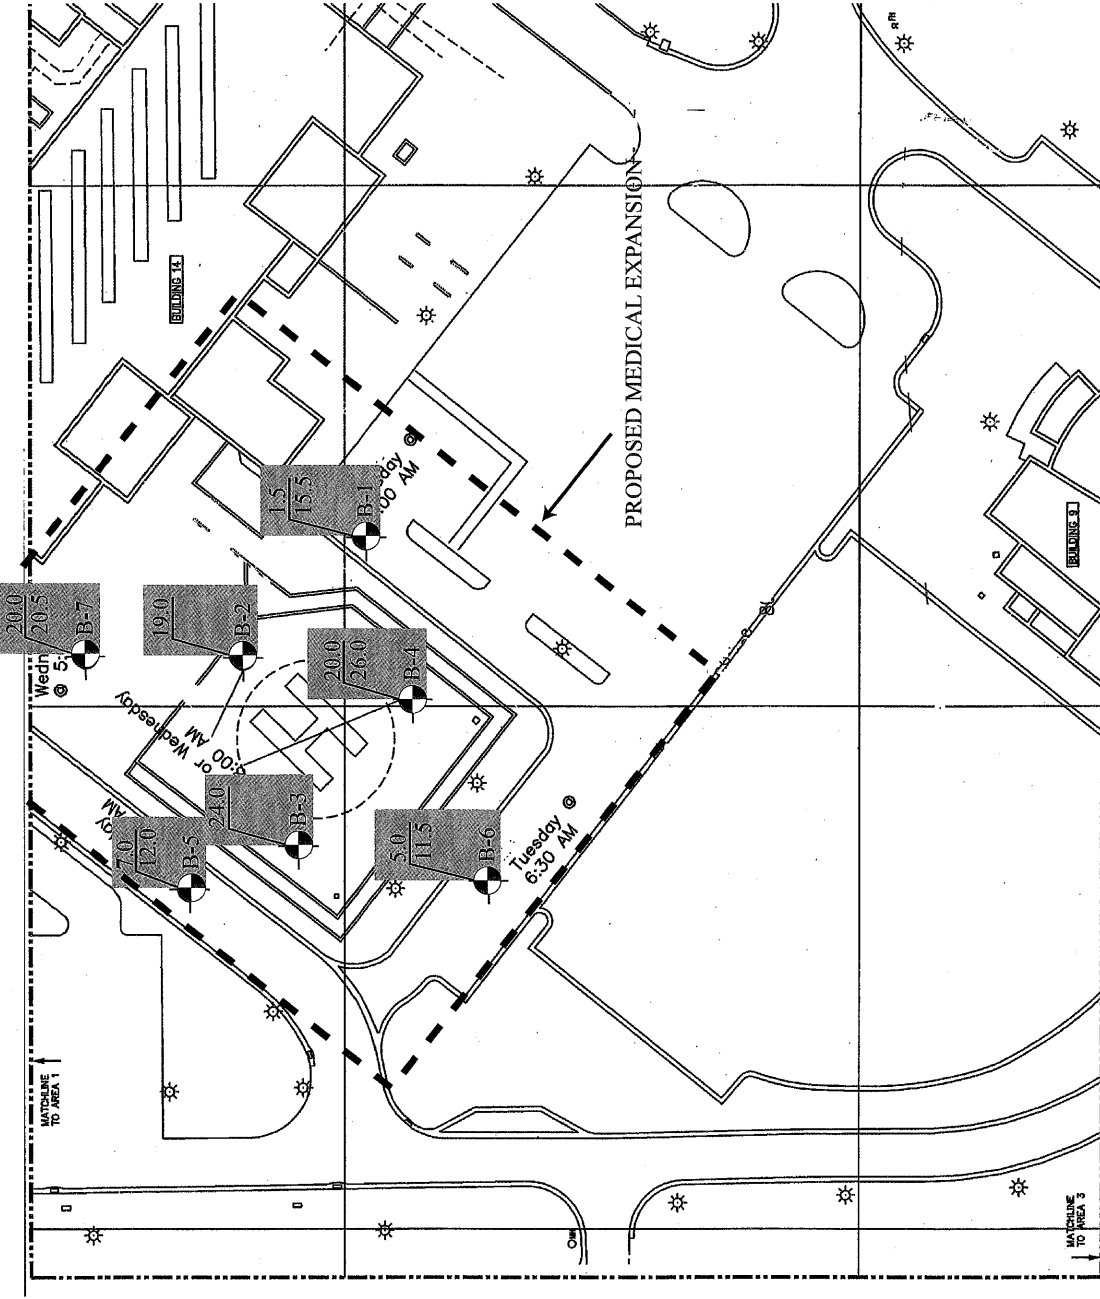 BUILDING 14
PROPOSED MEDICAL EXPANSION
1.5
15.5
B-1
day @
:00 AM
20.0
20.5
B-7
Wedn
@ 5:
19.0
B-2
20.0
26.0
B-4
or Wednesday
:00 AM
24.0
B-3
AM
7.0
12.0
B-5
5.0
11.5
B-6
Tuesday @
6:30 AM
BUILDING 9
MATCHLINE
TO AREA 1
MATCHLINE
TO AREA 3